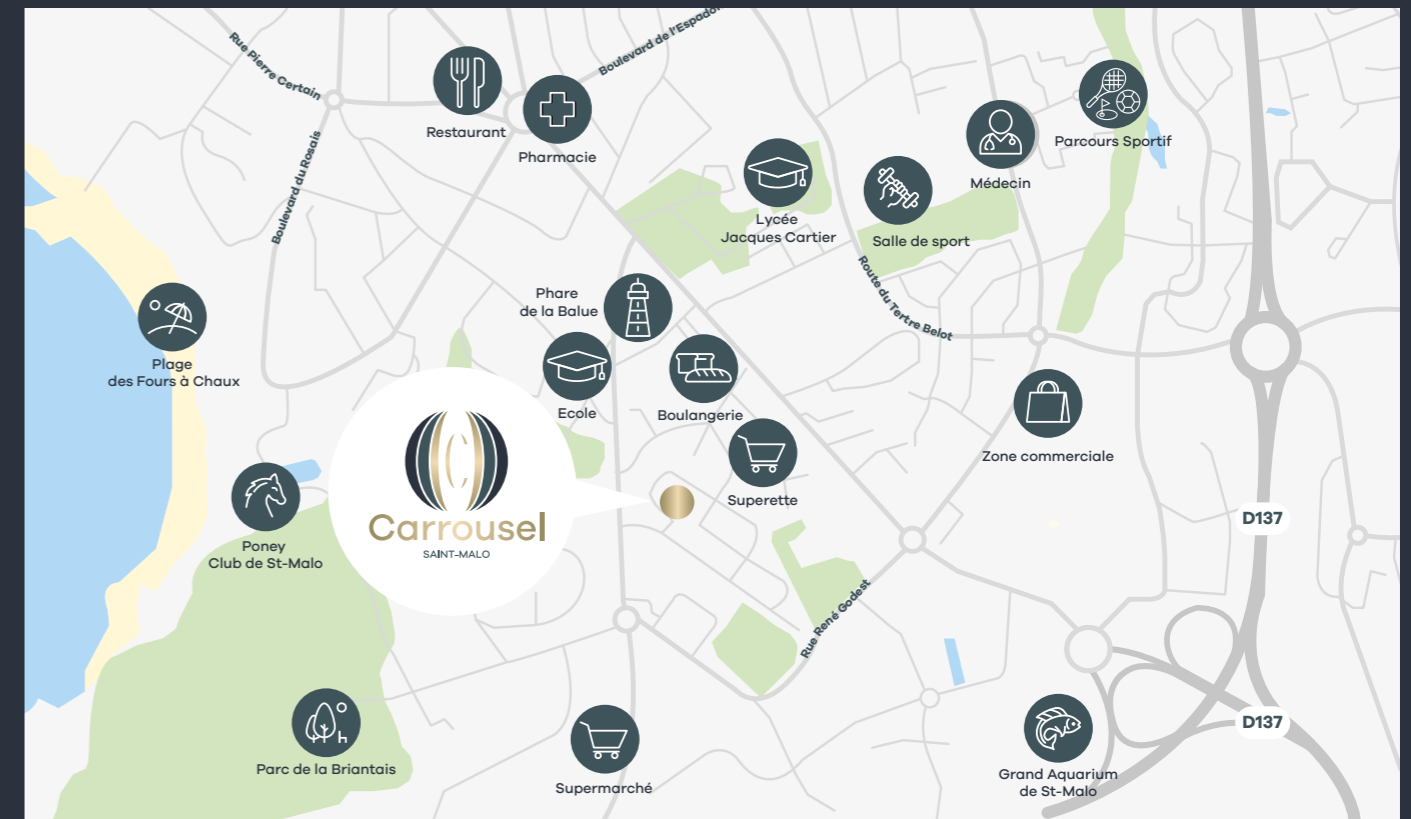 Rue Pierre Certain
Boulevard de l'Espadon
Restaurant
Pharmacie
Parcours Sportif
Médecin
Boulevard du Rosais
Lycée
Jacques Cartier
Salle de sport
Route du Tertre Belot
Phare
de la Balue
Plage
des Fours à Chaux
Ecole
Boulangerie
Zone commerciale
Superette
Carrousel
SAINT-MALO
D137
Poney
Club de St-Malo
Rue René Godest
D137
Parc de la Briantais
Supermarché
Grand Aquarium
de St-Malo